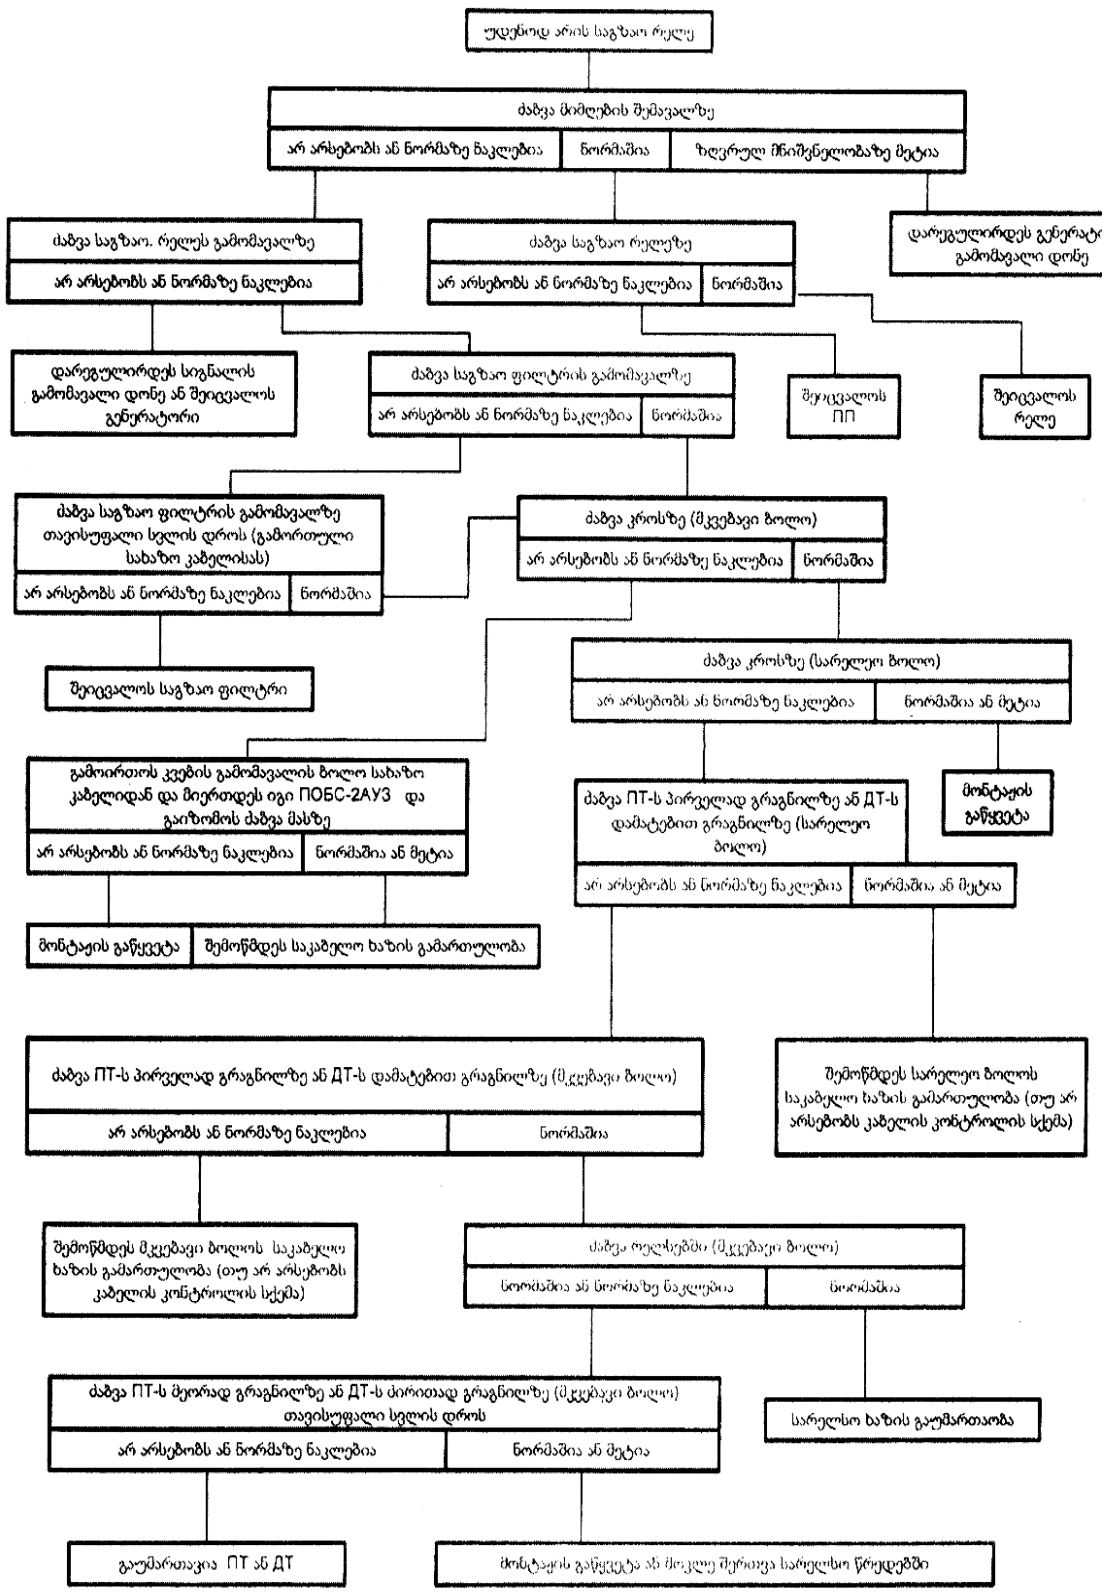 უდენოდ არის საგზაო რელე
ძაბვა მიმღების შემავალზე
არ არსებობს ან ნორმაზე ნაკლებია
ნორმაშია
ზღვრულ მნიშვნელობაზე მეტია
ძაბვა საგზაო. რელეს გამომავალზე
არ არსებობს ან ნორმაზე ნაკლებია
ძაბვა საგზაო რელეზე
არ არსებობს ან ნორმაზე ნაკლებია
ნორმაშია
დარეგულირდეს გენერატო
გამომავალი დონე
დარეგულირდეს სიგნალის
გამომავალი დონე ან შეიცვალოს
გენერატორი
ძაბვა საგზაო ფილტრის გამომავალზე
არ არსებობს ან ნორმაზე ნაკლებია
ნორმაშია
შეიცვალოს
ПП
შეიცვალოს
რელე
ძაბვა საგზაო ფილტრის გამომავალზე
თავისუფალი სვლის დროს (გამორთული
სახაზო კაბელისას)
არ არსებობს ან ნორმაზე ნაკლებია
ნორმაშია
ძაბვა კროსზე (მკვებავი ბოლო)
არ არსებობს ან ნორმაზე ნაკლებია
ნორმაშია
შეიცვალოს საგზაო ფილტრი
ძაბვა კროსზე (სარელეო ბოლო)
არ არსებობს ან ნორმაზე ნაკლებია
ნორმაშია ან მეტია
გამოირთოს კვების გამომავალის ბოლო სახაზო
კაბელიდან და მიერთდეს იგი ПОБС-2АУЗ და
გაიზომოს ძაბვა მასზე
არ არსებობს ან ნორმაზე ნაკლებია
ნორმაშია ან მეტია
ძაბვა ПТ-ს პირველად გრაგნილზე ან ДТ-ს
დამატებით გრაგნილზე (სარელეო
ბოლო)
არ არსებობს ან ნორმაზე ნაკლებია
ნორმაშია ან მეტია
მონტაჟის
გაწყვეტა
მონტაჟის გაწყვეტა
შემოწმდეს საკაბელო ხაზის გამართულობა
ძაბვა ПТ-ს პირველად გრაგნილზე ან ДТ-ს დამატებით გრაგნილზე (მკვებავი ბოლო)
არ არსებობს ან ნორმაზე ნაკლებია
ნორმაშია
შემოწმდეს სარელეო ბოლოს
საკაბელო ხაზის გამართულობა (თუ არ
არსებობს კაბელის კონტროლის სქემა)
შემოწმდეს მკვებავი ბოლოს საკაბელო
ხაზის გამართულობა (თუ არ არსებობს
კაბელის კონტროლის სქემა)
ძაბვა რელსებში (მკვებავი ბოლო)
ნორმაშია ან ნორმაზე ნაკლებია
ნორმაშია
ძაბვა ПТ-ს მეორად გრაგნილზე ან ДТ-ს ძირითად გრაგნილზე (მკვებავი ბოლო)
თავისუფალი სვლის დროს
არ არსებობს ან ნორმაზე ნაკლებია
ნორმაშია ან მეტია
სარელსო ხაზის გაუმართაობა
გაუმართავია ПТ ან ДТ
მონტაჟის გაწყვეტა ან მოკლე შერთვა სარელსო წრედებში